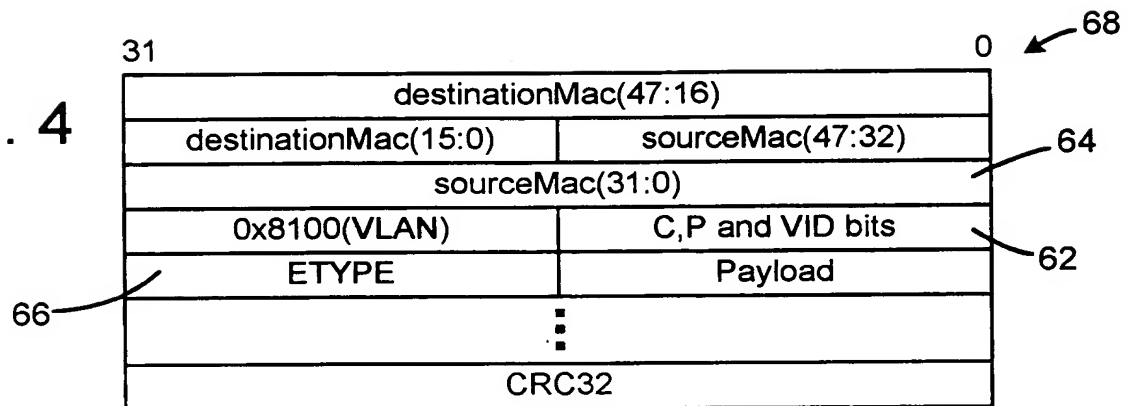 31 0 68
destinationMac(47:16)
. 4
destinationMac(15:0) sourceMac(47:32)
64
sourceMac(31:0)
0x8100(VLAN) C,P and VID bits
62
ETYPE Payload
66
CRC32